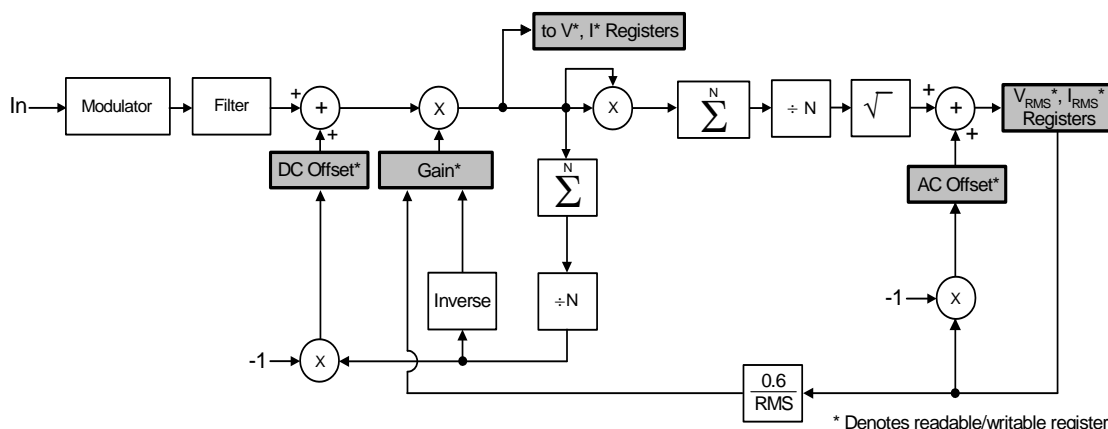 to V*, I* Registers
In
Modulator
Filter
+
+
+
X
X
N
∑
÷ N
√
+
+
+
V_RMS*, I_RMS*
Registers
DC Offset*
Gain*
N
∑
AC Offset*
Inverse
÷N
-1
X
-1
X
0.6
RMS
* Denotes readable/writable register